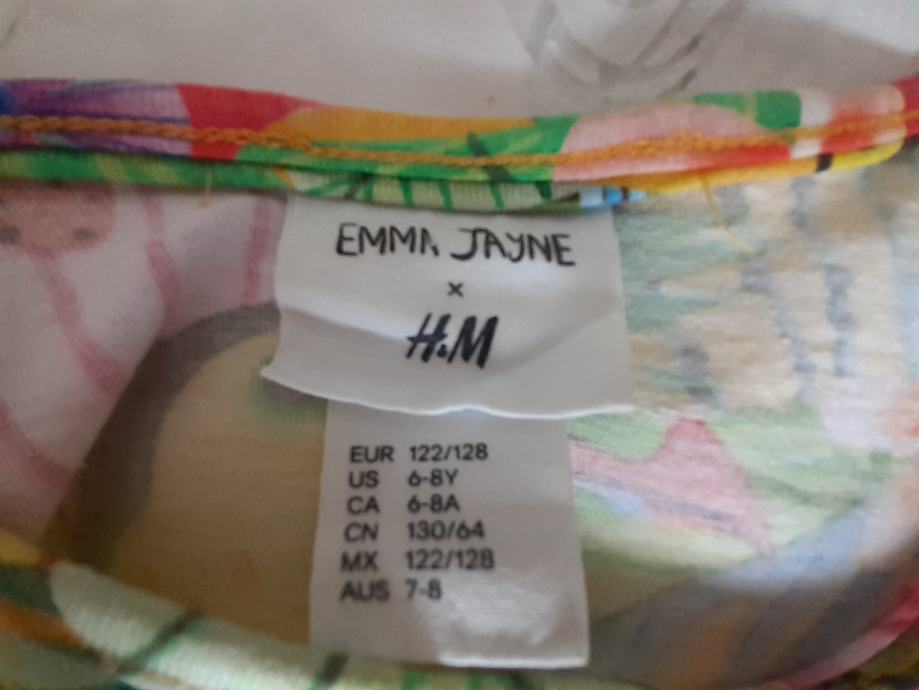 EMMA JAYNE
x
H&M
EUR 122/128
US 6-8Y
CA 6-8A
CN 130/64
MX 122/128
AUS 7-8